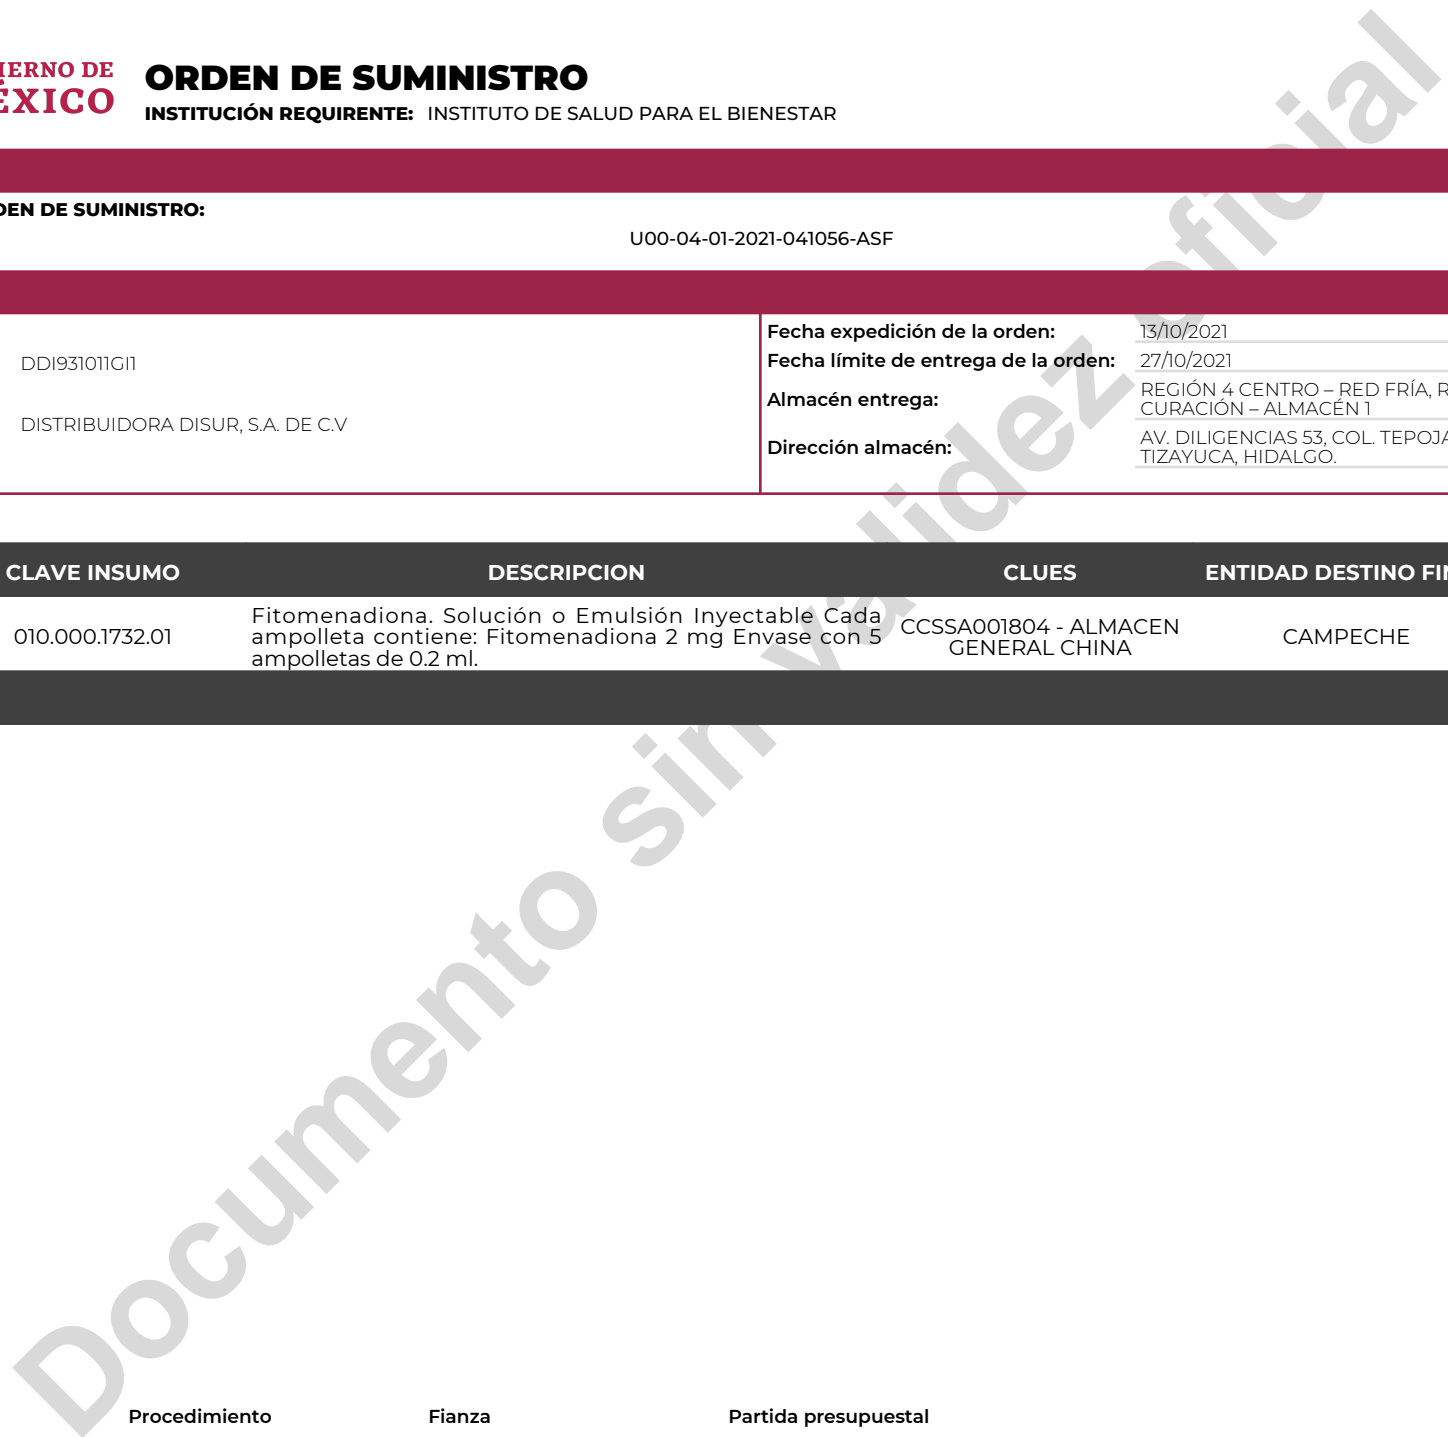 ORDEN DE SUMINISTRO
INSTITUCIÓN REQUIRENTE: INSTITUTO DE SALUD PARA EL BIENESTAR
DE
DE SUMINISTRO:
U00-04-01-2021-041056-ASF
DDI931011GI1
DISTRIBUIDORA DISUR, S.A. DE C.V
Fecha expedición de la orden: 13/10/2021
Fecha límite de entrega de la orden: 27/10/2021
Almacén entrega: REGIÓN 4 CENTRO – RED FRÍA,
CURACIÓN – ALMACÉN 1
Dirección almacén: AV. DILIGENCIAS 53, COL.
TIZAYUCA, HIDALGO.
CLAVE INSUMO DESCRIPCION CLUES ENTIDAD DESTINO
010.000.1732.01
Fitomenadiona. Solución o Emulsión Inyectable Cada
ampolleta contiene: Fitomenadiona 2 mg Envase con 5
ampolletas de 0.2 ml.
CCSSA001804 - ALMACEN
GENERAL CHINA
CAMPECHE
Documento sin validez oficial
Procedimiento Fianza Partida presupuestal